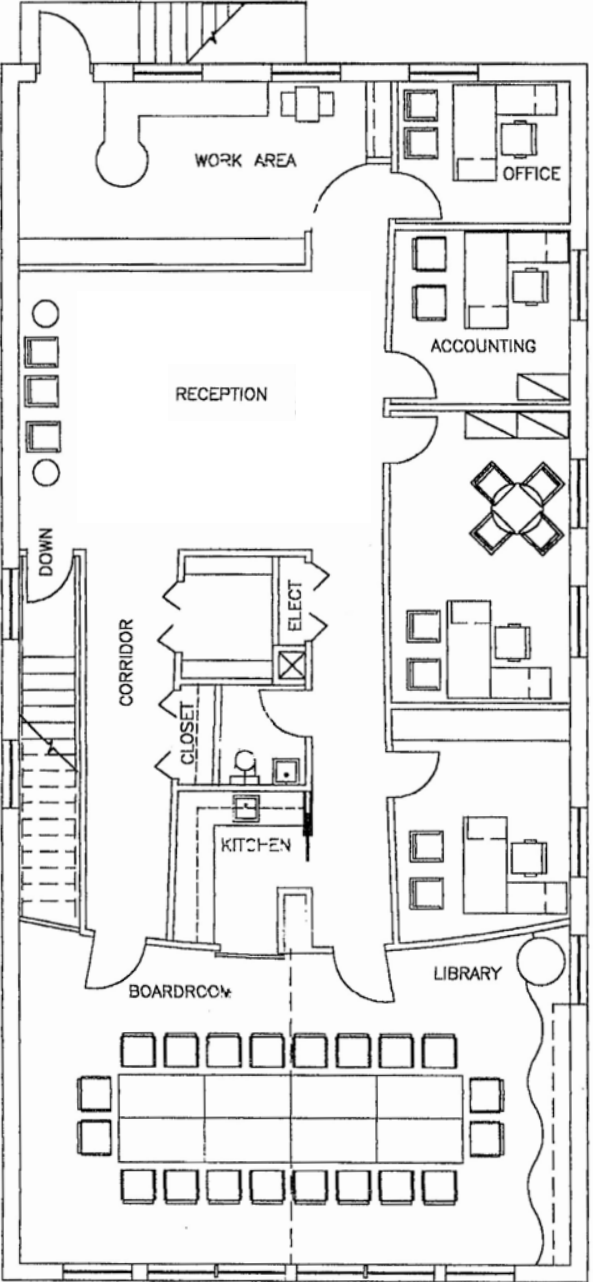 WORK AREA
OFFICE
ACCOUNTING
RECEPTION
DOWN
ELECT
CORRIDOR
CLOSET
KITCHEN
LIBRARY
BOARDROOM